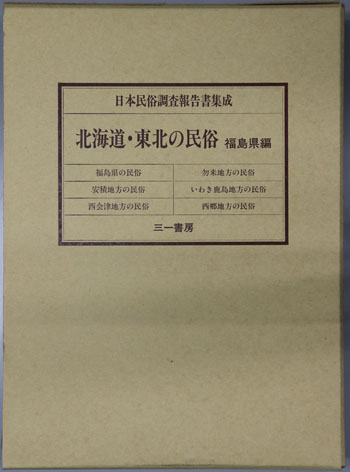 日本民俗調査報告書集成
北海道・東北の民俗 福島県編
福島県の民俗 勿来地方の民俗
安積地方の民俗 いわき鹿島地方の民俗
西会津地方の民俗 西郷地方の民俗
三一書房